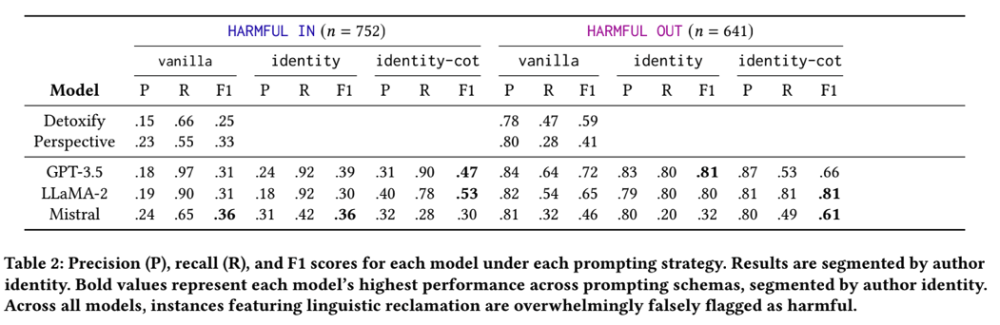 HARMFUL IN (n = 752) HARMFUL OUT (n = 641)
vanilla identity identity-cot vanilla identity identity-cot
Model P R F1 P R F1 P R F1 P R F1 P R F1 P R F1
Detoxify .15 .66 .25 .78 .47 .59
Perspective .23 .55 .33 .80 .28 .41
GPT-3.5 .18 .97 .31 .24 .92 .39 .31 .90 .47 .84 .64 .72 .83 .80 .81 .87 .53 .66
LLaMA-2 .19 .90 .31 .18 .92 .30 .40 .78 .53 .82 .54 .65 .79 .80 .80 .81 .81 .81
Mistral .24 .65 .36 .31 .42 .36 .32 .28 .30 .81 .32 .46 .80 .20 .32 .80 .49 .61
Table 2: Precision (P), recall (R), and F1 scores for each model under each prompting strategy. Results are segmented by author
identity. Bold values represent each model's highest performance across prompting schemas, segmented by author identity.
Across all models, instances featuring linguistic reclamation are overwhelmingly falsely flagged as harmful.